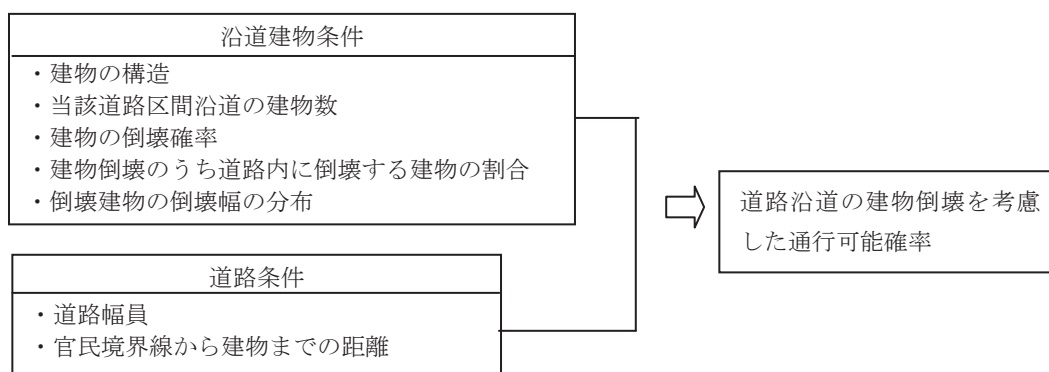 沿道建物条件
・建物の構造
・当該道路区間沿道の建物数
・建物の倒壊確率
・建物倒壊のうち道路内に倒壊する建物の割合
・倒壊建物の倒壊幅の分布
道路条件
・道路幅員
・官民境界線から建物までの距離
道路沿道の建物倒壊を考慮
した通行可能確率